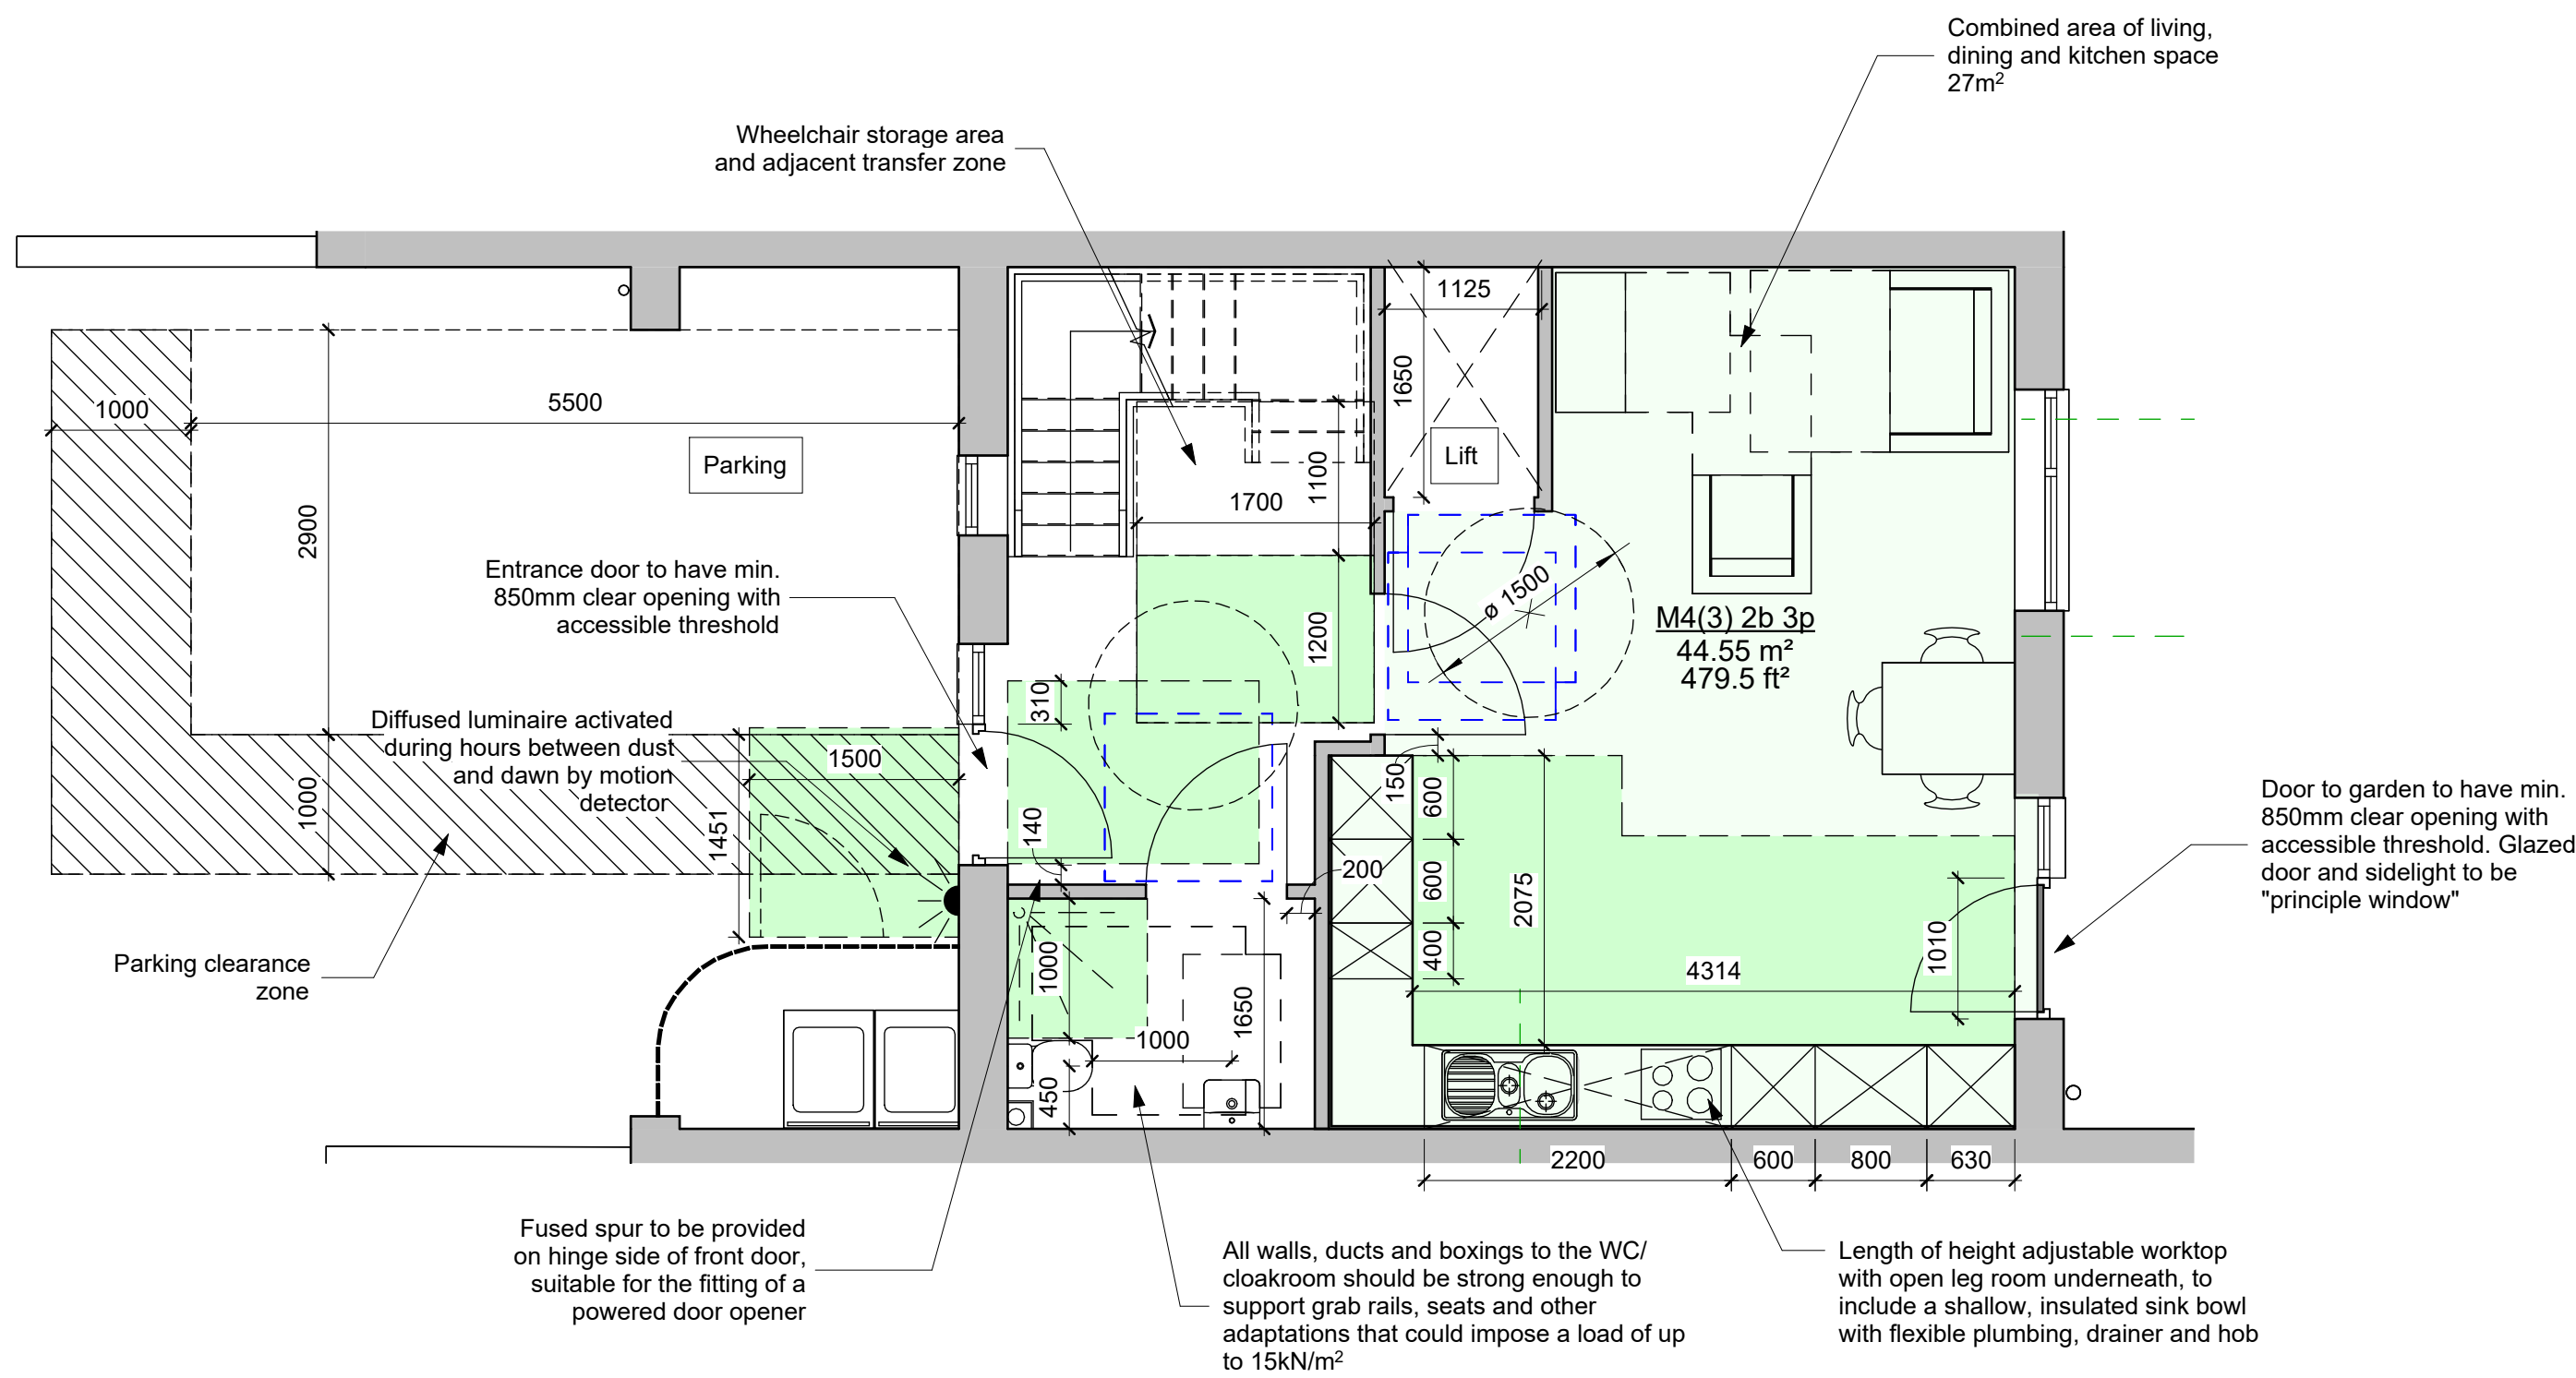 Combined area of living,
dining and kitchen space
27m²
Wheelchair storage area
and adjacent transfer zone
1125
1650
1000
5500
Parking
Lift
1100
1700
2900
Entrance door to have min.
850mm clear opening with
accessible threshold
ø 1500
1200
M4(3) 2b 3p
44.55 m²
479.5 ft²
310
Diffused luminaire activated
during hours between dust
and dawn by motion
detector
1500
1000
1451
140
150
600
600
400
200
2075
4314
1010
Door to garden to have min.
850mm clear opening with
accessible threshold. Glazed
door and sidelight to be
"principle window"
Parking clearance
zone
1000
1650
1000
450
2200
600
800
630
Fused spur to be provided
on hinge side of front door,
suitable for the fitting of a
powered door opener
All walls, ducts and boxings to the WC/
cloakroom should be strong enough to
support grab rails, seats and other
adaptations that could impose a load of up
to 15kN/m²
Length of height adjustable worktop
with open leg room underneath, to
include a shallow, insulated sink bowl
with flexible plumbing, drainer and hob